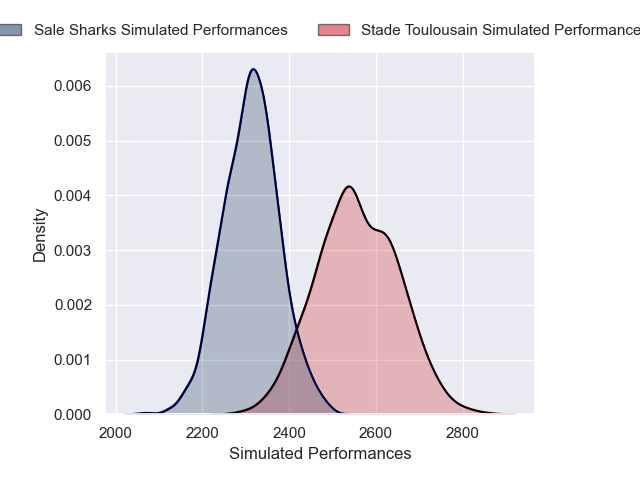 Sale Sharks Simulated Performances
Stade Toulousain Simulated Performance
0.006
0.005
0.004
0.003
0.002
0.001
0.000
Density
2000 2200 2400 2600 2800
Simulated Performances